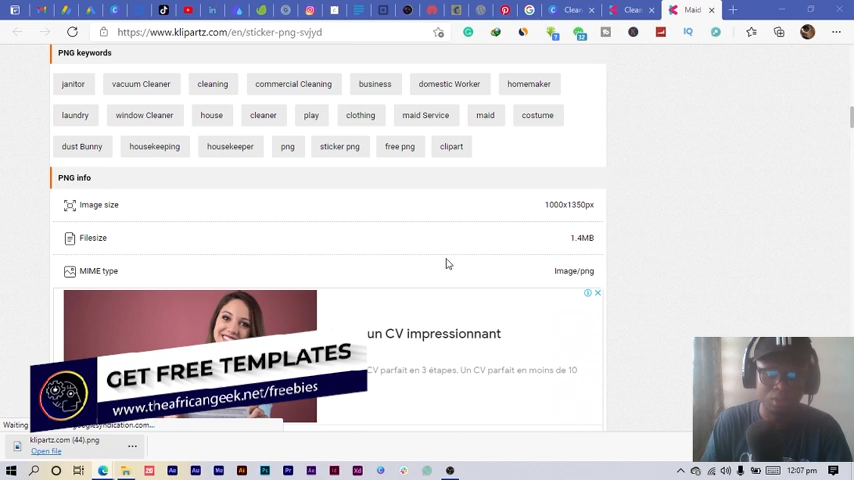 Clean
Clean
Maid
https://www.klipartz.com/en/sticker-png-svjyd
PNG keywords
janitor vacuum Cleaner cleaning commercial Cleaning business domestic Worker homemaker
laundry window Cleaner house cleaner play clothing maid Service maid costume
dust Bunny housekeeping housekeeper png sticker png free png clipart
PNG info
Image size 1000x1350px
Filesize 1.4MB
MIME type Image/png
un CV impressionnant
CV parfait en 3 étapes. Un CV parfait en moins de 10
GET FREE TEMPLATES
www.theafricangeek.net/freebies
Waiting
klipartz.com (44).png
Open file
12:07 pm